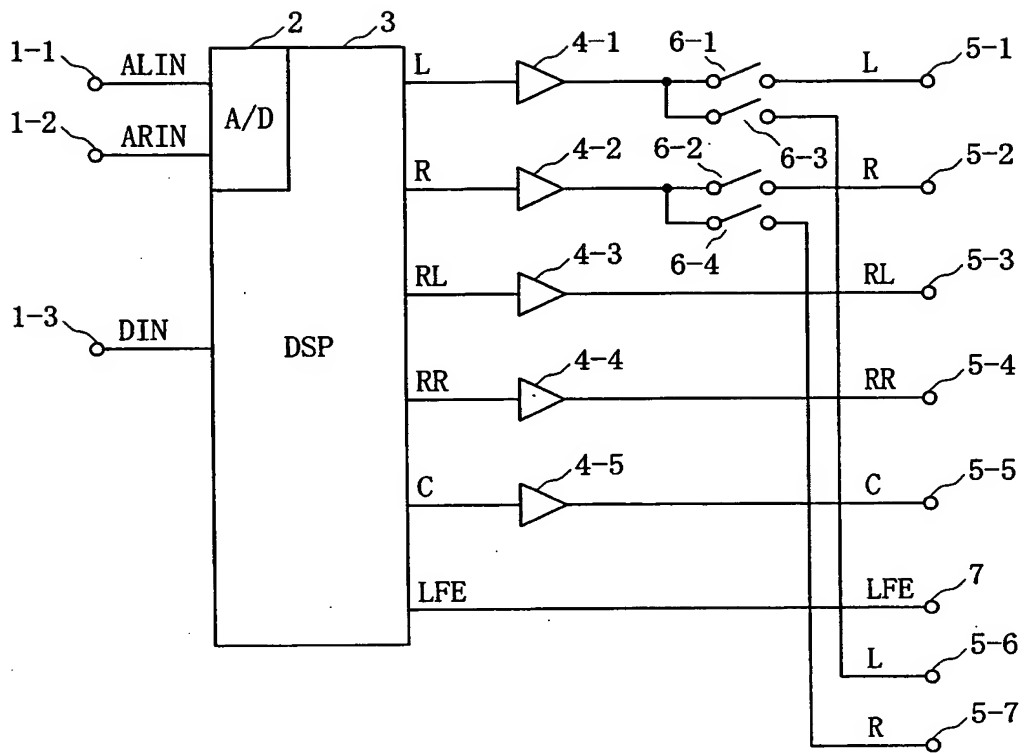 2 3
1-1 ALIN L 4-1 6-1 L 5-1
A/D
1-2 ARIN 6-3
R 4-2 6-2 R 5-2
6-4
RL 4-3 RL 5-3
1-3 DIN
DSP
RR 4-4 RR 5-4
C 4-5 C 5-5
LFE LFE 7
L 5-6
R 5-7